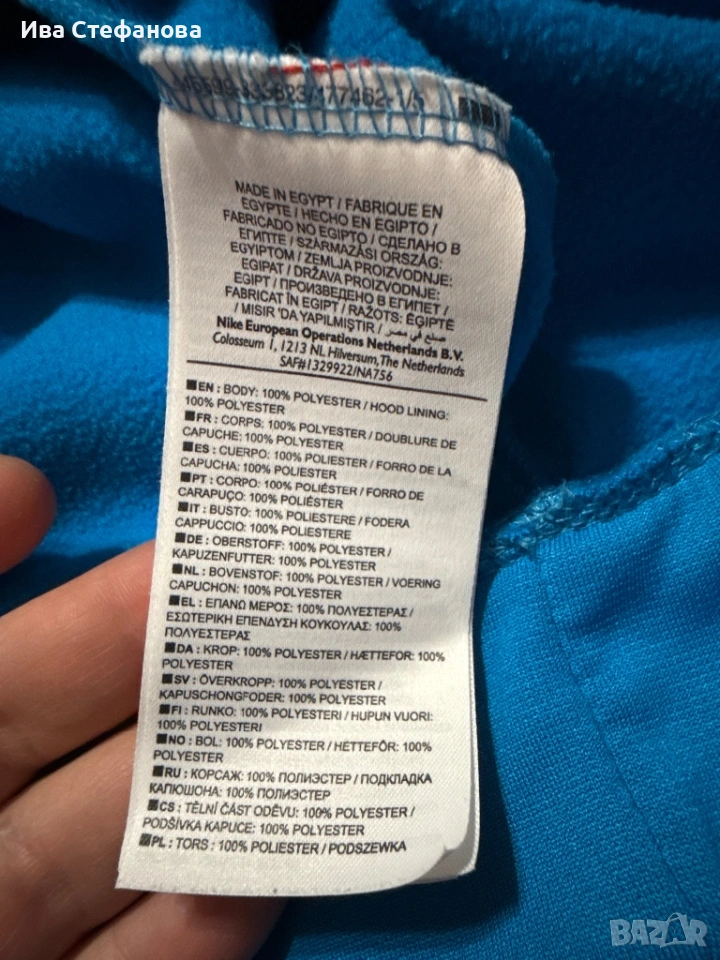 Ива Стефанова
MADE IN EGYPT / FABRIQUE EN
EGYPTE / HECHO EN EGIPTO /
FABRICADO NO EGIPTO / СДЕЛАНО В
ЕГИПТЕ / SZÁRMAZÁSI ORSZÁG:
EGYIPTOM / ZEMLJA PROIZVODNJE:
EGIPAT / DRŽAVA PROIZVODNJE:
EGIPT / ПРОИЗВЕДЕНО В ЕГИПЕТ /
FABRICAT ÎN EGIPT / RAŽOTS: ĒĢIPTĒ
/ MISIR 'DA YAPILMIŞTIR / صنع في مصر
Nike European Operations Netherlands B.V.
Colosseum 1, 1213 NL Hilversum, The Netherlands
SAF#1329922/NA756
EN : BODY: 100% POLYESTER / HOOD LINING:
100% POLYESTER
FR : CORPS: 100% POLYESTER / DOUBLURE DE
CAPUCHE: 100% POLYESTER
ES : CUERPO: 100% POLIÉSTER / FORRO DE LA
CAPUCHA: 100% POLIÉSTER
PT : CORPO: 100% POLIÉSTER / FORRO DE
CARAPUÇO: 100% POLIÉSTER
IT : BUSTO: 100% POLIESTERE / FODERA
CAPPUCCIO: 100% POLIESTERE
DE : OBERSTOFF: 100% POLYESTER /
KAPUZENFUTTER: 100% POLYESTER
NL : BOVENSTOF: 100% POLYESTER / VOERING
CAPUCHON: 100% POLYESTER
EL : ΕΠΑΝΩ ΜΕΡΟΣ: 100% ΠΟΛΥΕΣΤΕΡΑΣ /
ΕΣΩΤΕΡΙΚΗ ΕΠΕΝΔΥΣΗ ΚΟΥΚΟΥΛΑΣ: 100%
ΠΟΛΥΕΣΤΕΡΑΣ
DA : KROP: 100% POLYESTER / HÆTTEFOR: 100%
POLYESTER
SV : ÖVERKROPP: 100% POLYESTER /
KAPUSCHONGFODER: 100% POLYESTER
FI : RUNKO: 100% POLYESTERI / HUPUN VUORI:
100% POLYESTERI
NO : BOL: 100% POLYESTER / HETTEFÔR: 100%
POLYESTER
RU : КОРСАЖ: 100% ПОЛИЭСТЕР / ПОДКЛАДКА
КАПЮШОНА: 100% ПОЛИЭСТЕР
CS : TĚLNÍ ČÁST ODĚVU: 100% POLYESTER /
PODŠÍVKA KAPUCE: 100% POLYESTER
PL : TORS : 100% POLIESTER / PODSZEWKA
BAZAR